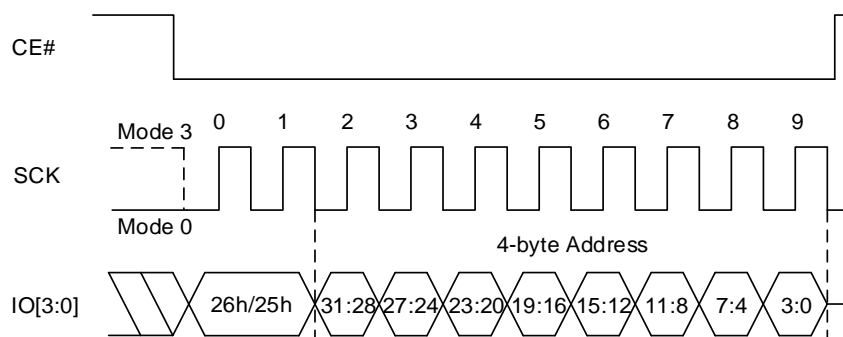 CE#
Mode 3 0 1 2 3 4 5 6 7 8 9
SCK
Mode 0
4-byte Address
IO[3:0] 26h/25h 31:28 27:24 23:20 19:16 15:12 11:8 7:4 3:0